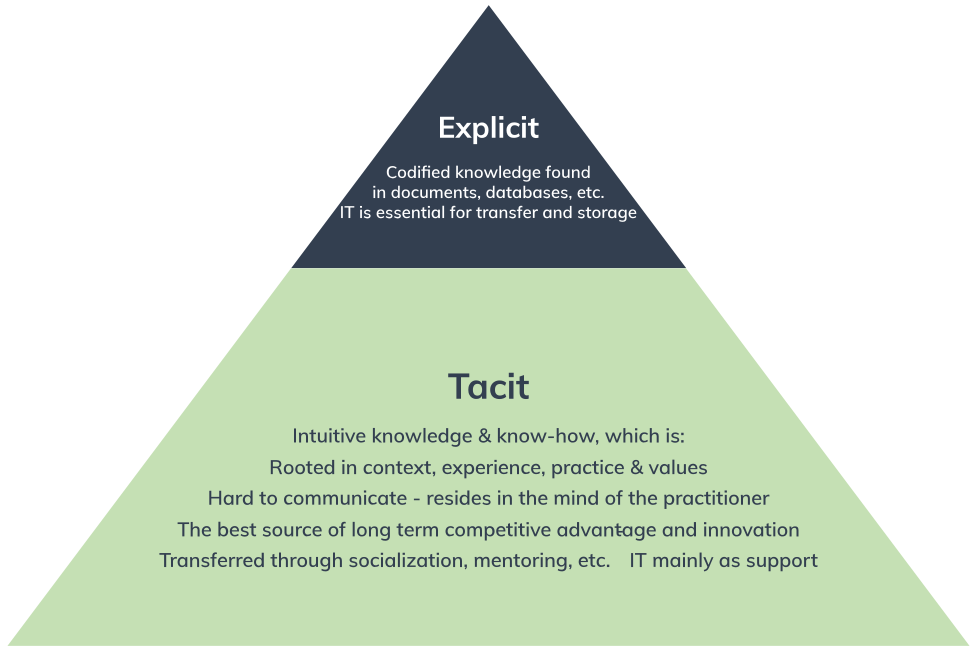 Explicit
Codified knowledge found
in documents, databases, etc.
IT is essential for transfer and storage
Tacit
Intuitive knowledge & know-how, which is:
Rooted in context, experience, practice & values
Hard to communicate - resides in the mind of the practitioner
The best source of long term competitive advantage and innovation
Transferred through socialization, mentoring, etc. IT mainly as support